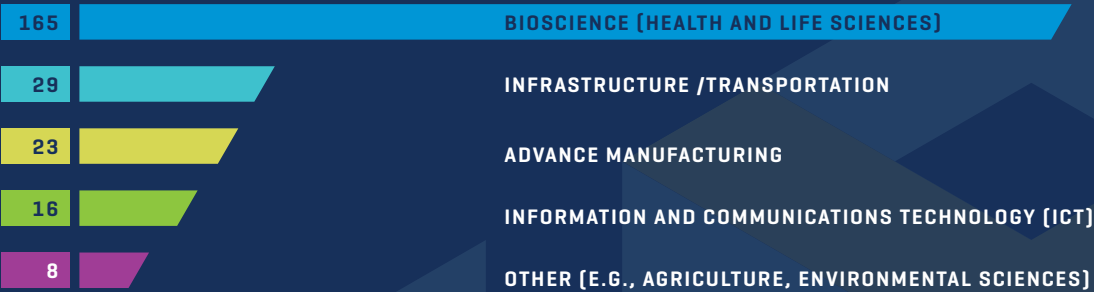 165 BIOSCIENCE (HEALTH AND LIFE SCIENCES)
29 INFRASTRUCTURE /TRANSPORTATION
23 ADVANCE MANUFACTURING
16 INFORMATION AND COMMUNICATIONS TECHNOLOGY (ICT)
8 OTHER (E.G., AGRICULTURE, ENVIRONMENTAL SCIENCES)